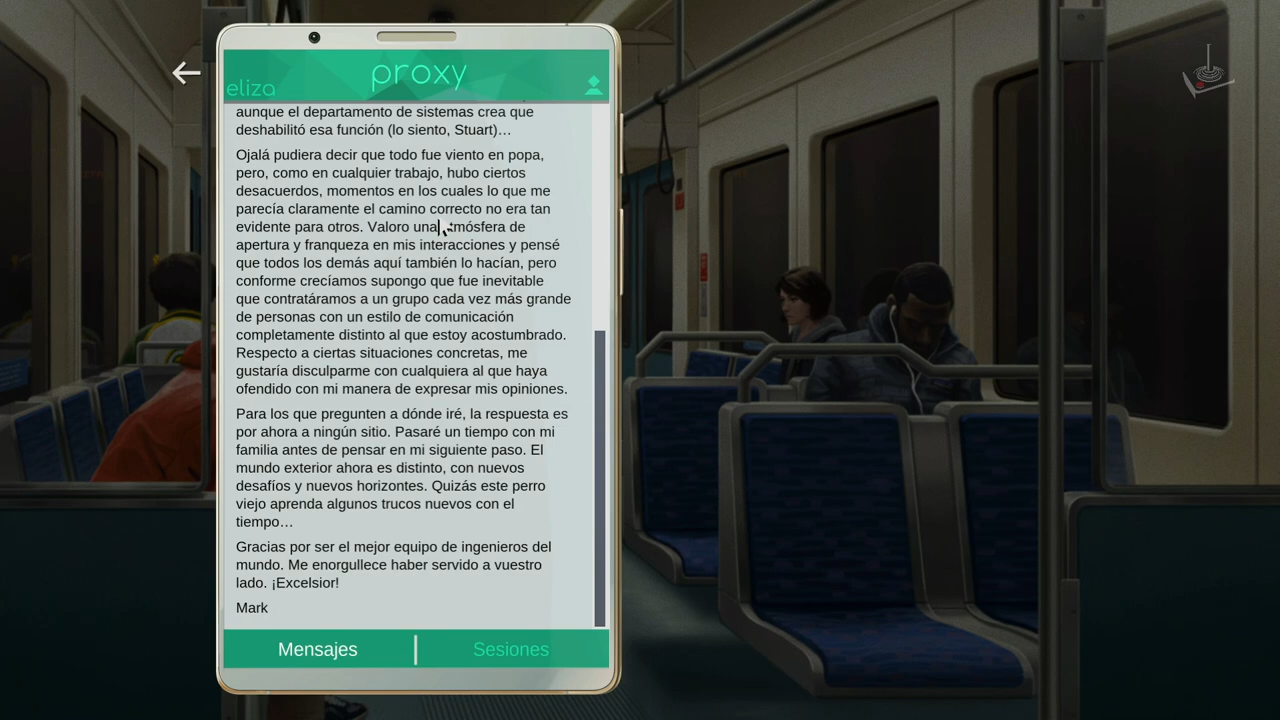 proxy
eliza
aunque el departamento de sistemas crea que
deshabilitó esa función (lo siento, Stuart)…
Ojalá pudiera decir que todo fue viento en popa,
pero, como en cualquier trabajo, hubo ciertos
desacuerdos, momentos en los cuales lo que me
parecía claramente el camino correcto no era tan
evidente para otros. Valoro una atmósfera de
apertura y franqueza en mis interacciones y pensé
que todos los demás aquí también lo hacían, pero
conforme crecíamos supongo que fue inevitable
que contratáramos a un grupo cada vez más grande
de personas con un estilo de comunicación
completamente distinto al que estoy acostumbrado.
Respecto a ciertas situaciones concretas, me
gustaría disculparme con cualquiera al que haya
ofendido con mi manera de expresar mis opiniones.
Para los que pregunten a dónde iré, la respuesta es
por ahora a ningún sitio. Pasaré un tiempo con mi
familia antes de pensar en mi siguiente paso. El
mundo exterior ahora es distinto, con nuevos
desafíos y nuevos horizontes. Quizás este perro
viejo aprenda algunos trucos nuevos con el
tiempo…
Gracias por ser el mejor equipo de ingenieros del
mundo. Me enorgullece haber servido a vuestro
lado. ¡Excelsior!
Mark
Mensajes
Sesiones